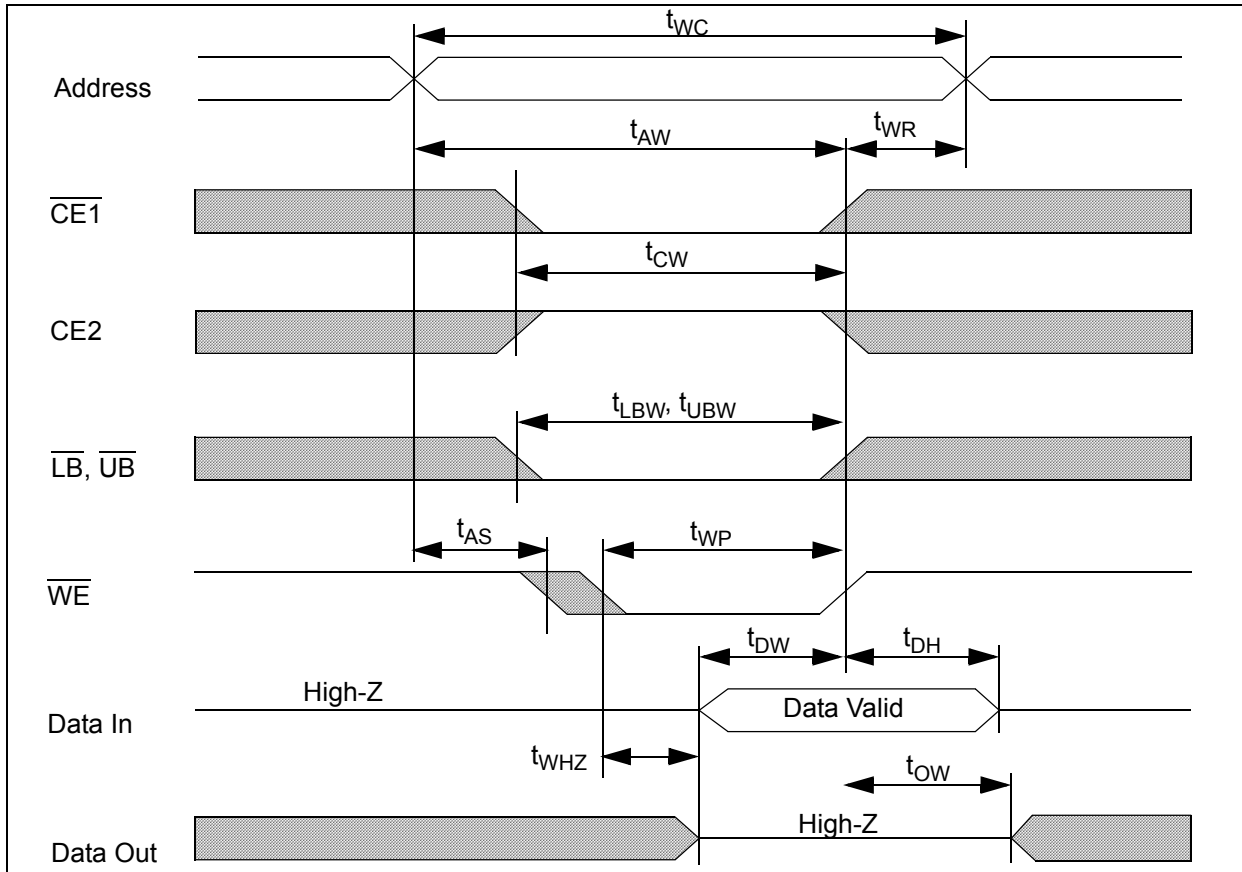 tWC
Address
tAW
tWR
CE1
tCW
CE2
tLBW, tUBW
LB, UB
tAS
tWP
WE
tDW
tDH
High-Z
Data Valid
Data In
tWHZ
tOW
High-Z
Data Out